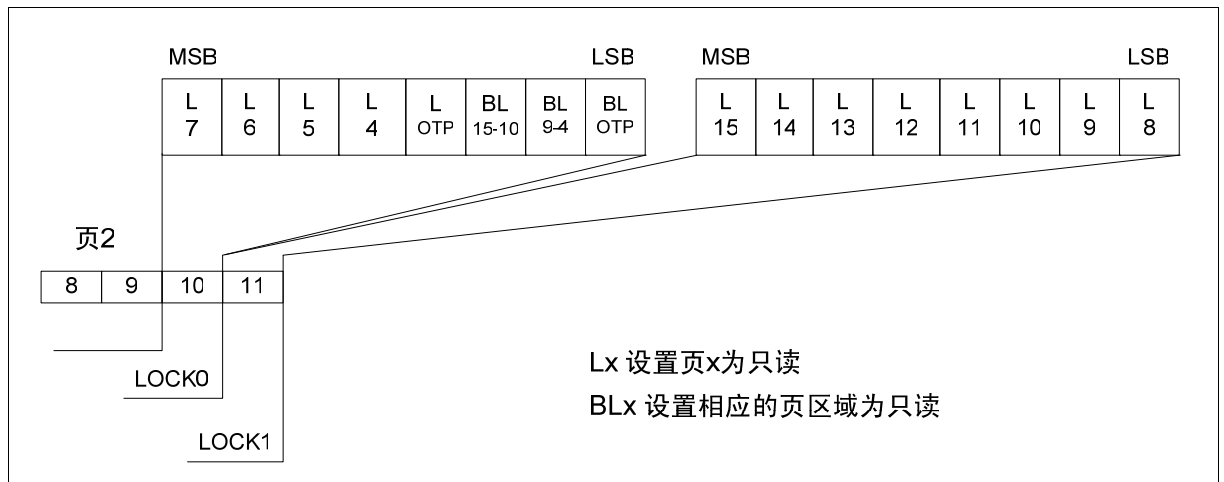 MSB LSB MSB LSB
L L L L L BL BL BL L L L L L L L L
7 6 5 4 OTP 15-10 9-4 OTP 15 14 13 12 11 10 9 8
页2
8 9 10 11
Lx 设置页x为只读
LOCK0
BLx 设置相应的页区域为只读
LOCK1